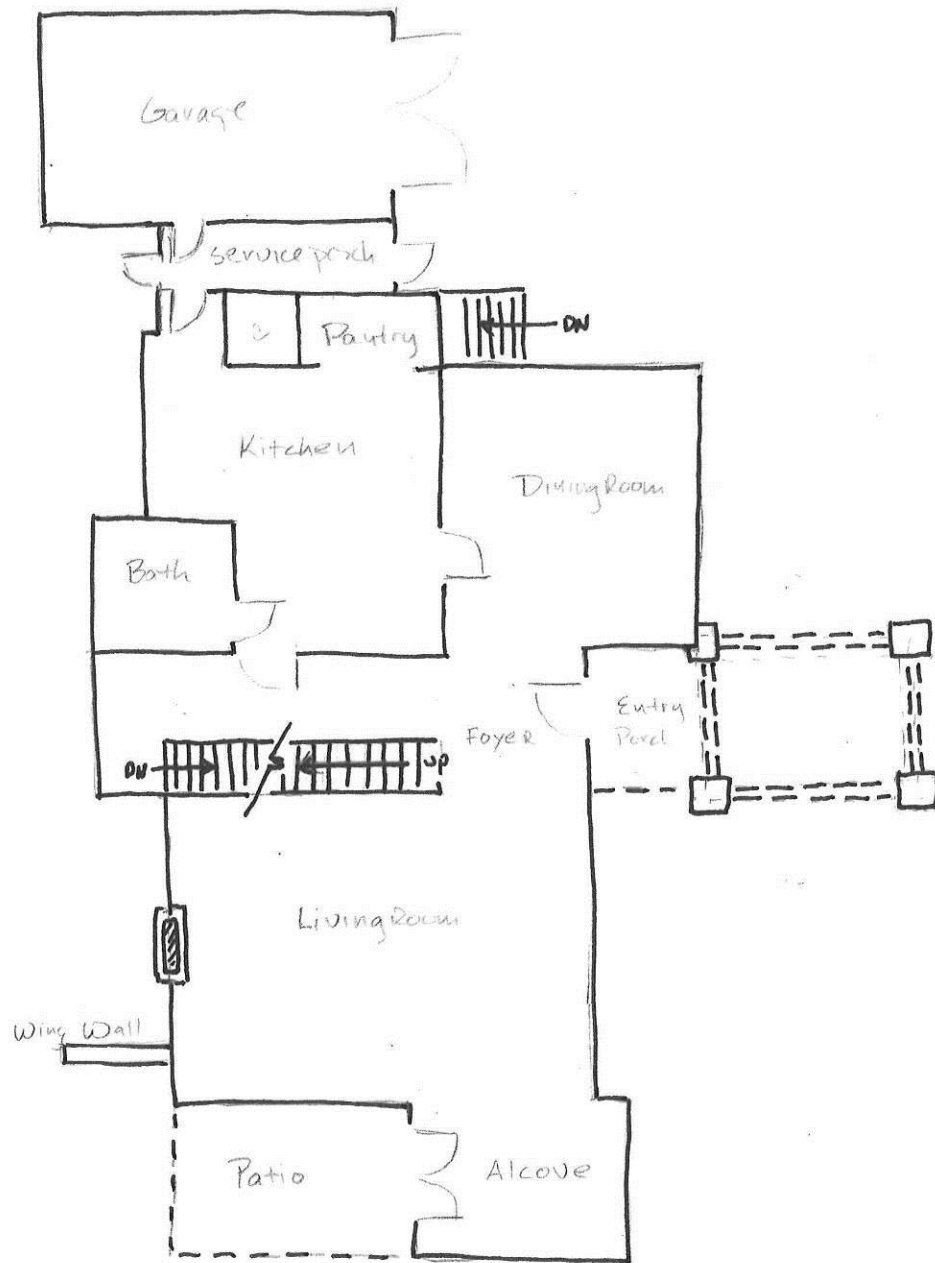 Garage
service porch
Pantry
DN
Kitchen
Dining Room
Bath
Entry
Porch
Foyer
DN
UP
Living Room
Wing Wall
Patio
Alcove